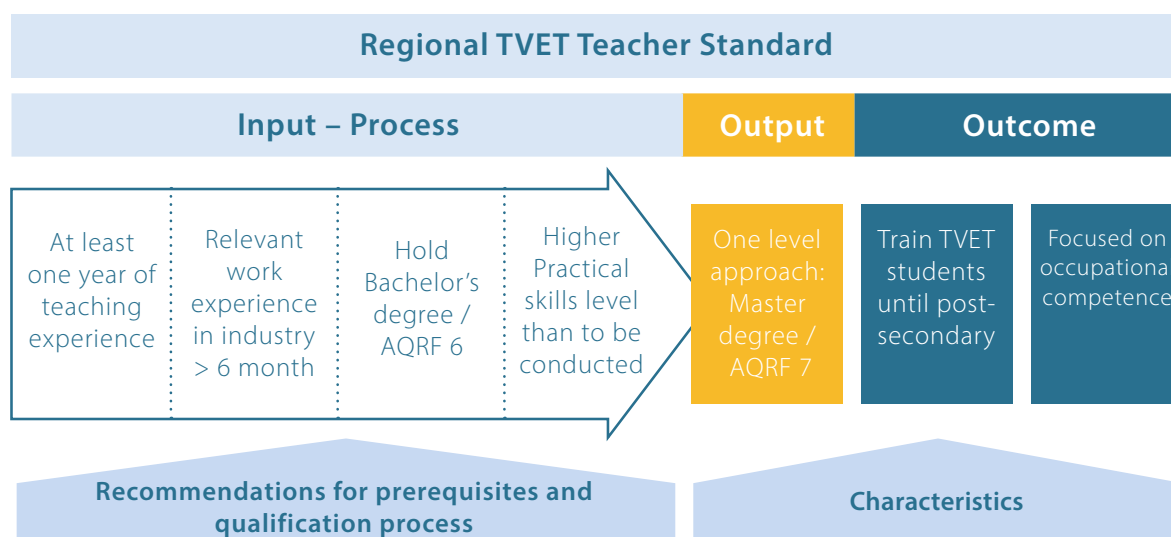 Regional TVET Teacher Standard
Input – Process
Output
Outcome
At least
one year of
teaching
experience
Relevant
work
experience
in industry
> 6 month
Hold
Bachelor’s
degree /
AQRF 6
Higher
Practical
skills level
than to be
conducted
One level
approach:
Master
degree /
AQRF 7
Train TVET
students
until post-
secondary
Focused on
occupationa
competence
Recommendations for prerequisites and
qualification process
Characteristics